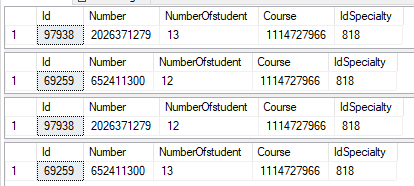 Id Number NumberOfstudent Course IdSpecialty
1 97938 2026371279 13 1114727966 818
Id Number NumberOfstudent Course IdSpecialty
1 69259 652411300 12 1114727966 818
Id Number NumberOfstudent Course IdSpecialty
1 97938 2026371279 12 1114727966 818
Id Number NumberOfstudent Course IdSpecialty
1 69259 652411300 13 1114727966 818